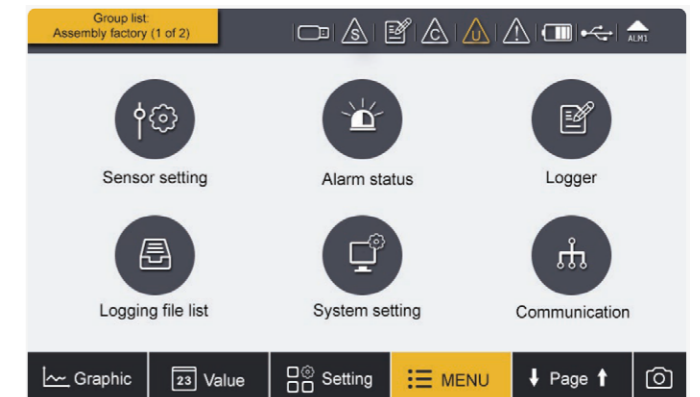 Group list:
Assembly factory (1 of 2)
S
C
U
ALM1
Sensor setting
Alarm status
Logger
Logging file list
System setting
Communication
Graphic
23 Value
Setting
MENU
Page